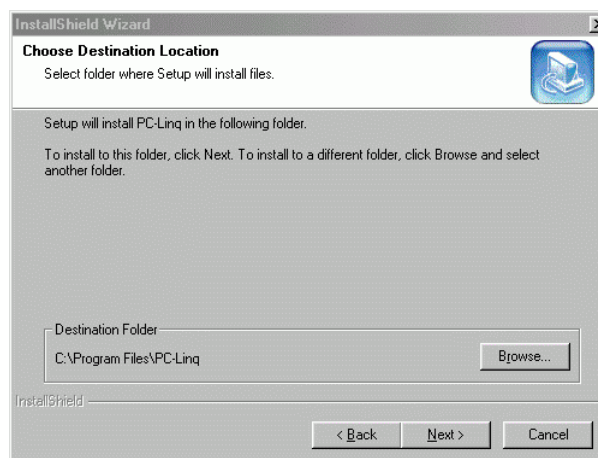 InstallShield Wizard
Choose Destination Location
Select folder where Setup will install files.
Setup will install PC-Linq in the following folder.
To install to this folder, click Next. To install to a different folder, click Browse and select
another folder.
Destination Folder
C:\Program Files\PC-Linq
Browse...
InstallShield
< Back
Next >
Cancel